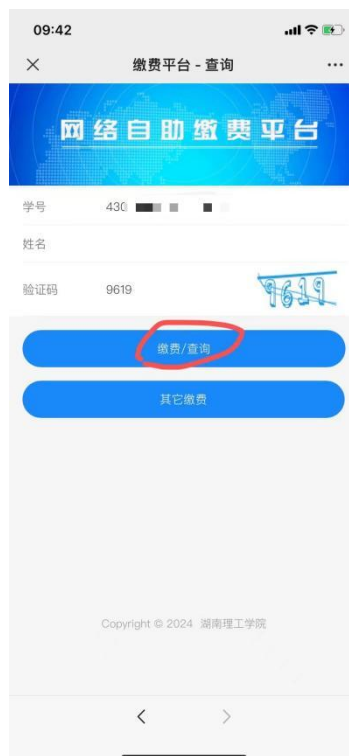 09:42
缴费平台 - 查询
网络自助缴费平台
学号 430
姓名
验证码 9619 9619
缴费/查询
其它缴费
Copyright © 2024 湖南理工学院